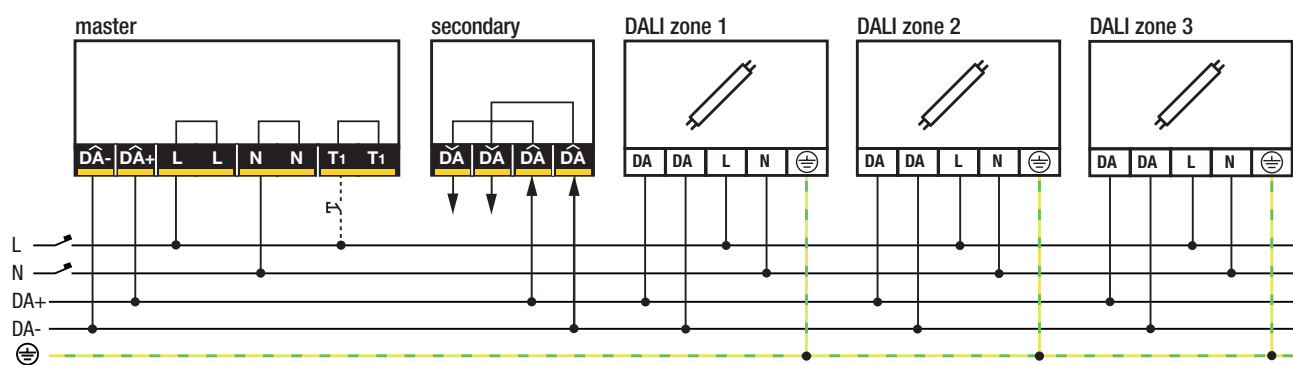 master secondary DALI zone 1 DALI zone 2 DALI zone 3
DA- DA+ L L N N T1 T1 DA DA DA DA DA DA L N DA DA L N DA DA L N
L
N
DA+
DA-